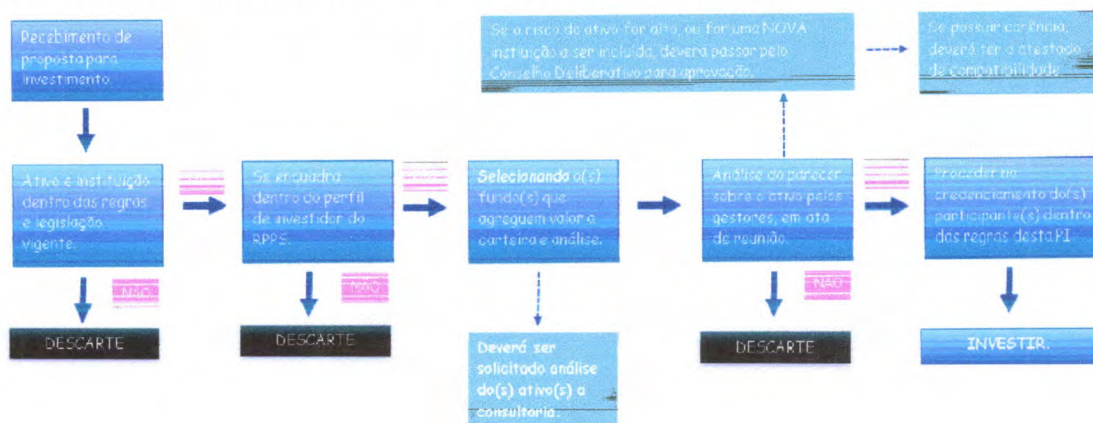 Recebimento de
proposta para
investimento.
Se o risco do ativo for alto, ou for uma NOVA
instituição a ser incluída, deverá passar pelo
Conselho Deliberativo para aprovação.
Se possuir carência,
deverá ter o atestado
de compatibilidade.
Ativo e instituição
dentro das regras
e legislação
vigente.
Se enquadra
dentro do perfil
de investidor do
RPPS.
Selecionando o(s)
fundo(s) que
agreguem valor a
carteira e análise.
Análise do parecer
sobre o ativo pelos
gestores, em ata
de reunião.
Proceder no
credenciamento do(s)
participante(s) dentro
das regras desta PI.
NÃO
NÃO
NÃO
DESCARTE
DESCARTE
Deverá ser
solicitado análise
do(s) ativo(s) a
consultoria.
DESCARTE
INVESTIR.